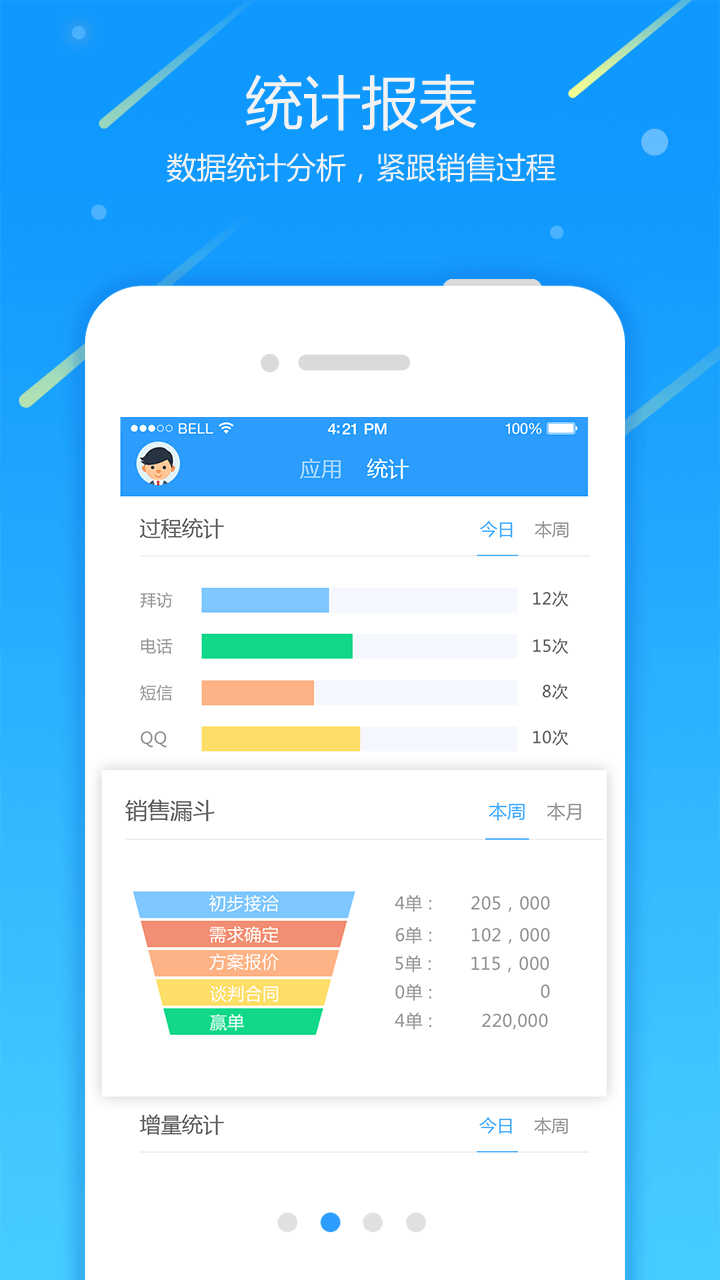 统计报表
数据统计分析，紧跟销售过程
BELL 4:21 PM 100%
应用 统计
过程统计 今日 本周
拜访 12次
电话 15次
短信 8次
QQ 10次
销售漏斗 本周 本月
初步接洽 4单： 205，000
需求确定 6单： 102，000
方案报价 5单： 115，000
谈判合同 0单： 0
赢单 4单： 220,000
增量统计 今日 本周